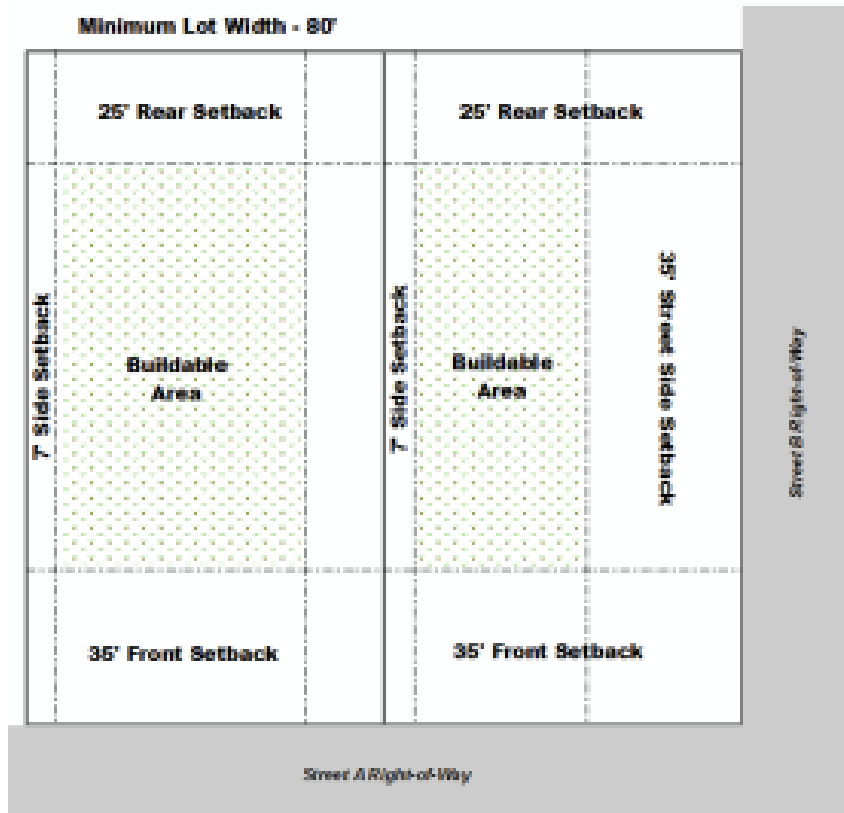 Minimum Lot Width - 80'
25' Rear Setback
25' Rear Setback
7' Side Setback
Buildable
Area
7' Side Setback
Buildable
Area
35' Street Side Setback
Street B Right-of-Way
35' Front Setback
35' Front Setback
Street A Right-of-Way